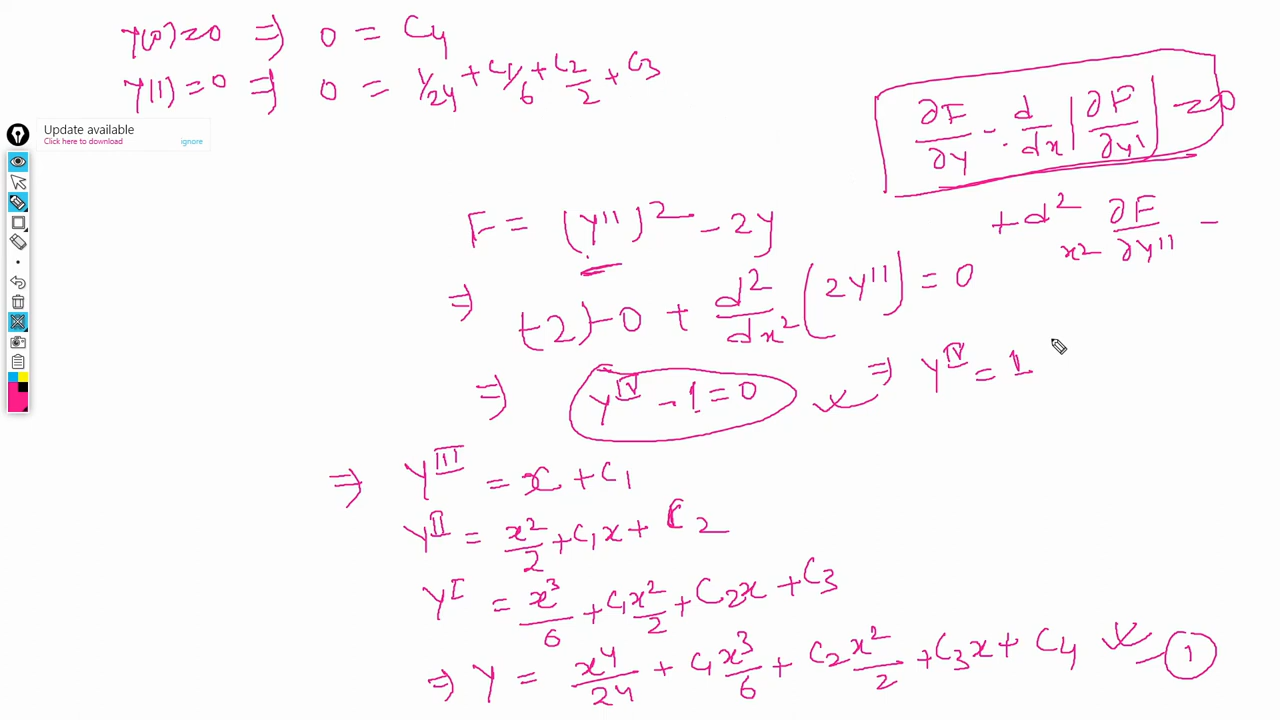 y(0)=0 ⇒ 0 = C4
y(1)=0 ⇒ 0 = 1/24 + C1/6 + C2/2 + C3
Update available
Click here to download ignore
∂F/∂y - d/dx |∂F/∂y'| = 0
+ d²/x² ∂F/∂y'' -
F = (y'')² - 2y
⇒ (-2) - 0 + d²/dx² (2y'') = 0
⇒ y^IV - 1 = 0 ⇒ y^IV = 1
⇒ y^III = x + C1
y^II = x²/2 + C1x + C2
y^I = x³/6 + C1x²/2 + C2x + C3
⇒ y = x⁴/24 + C1x³/6 + C2x²/2 + C3x + C4 1